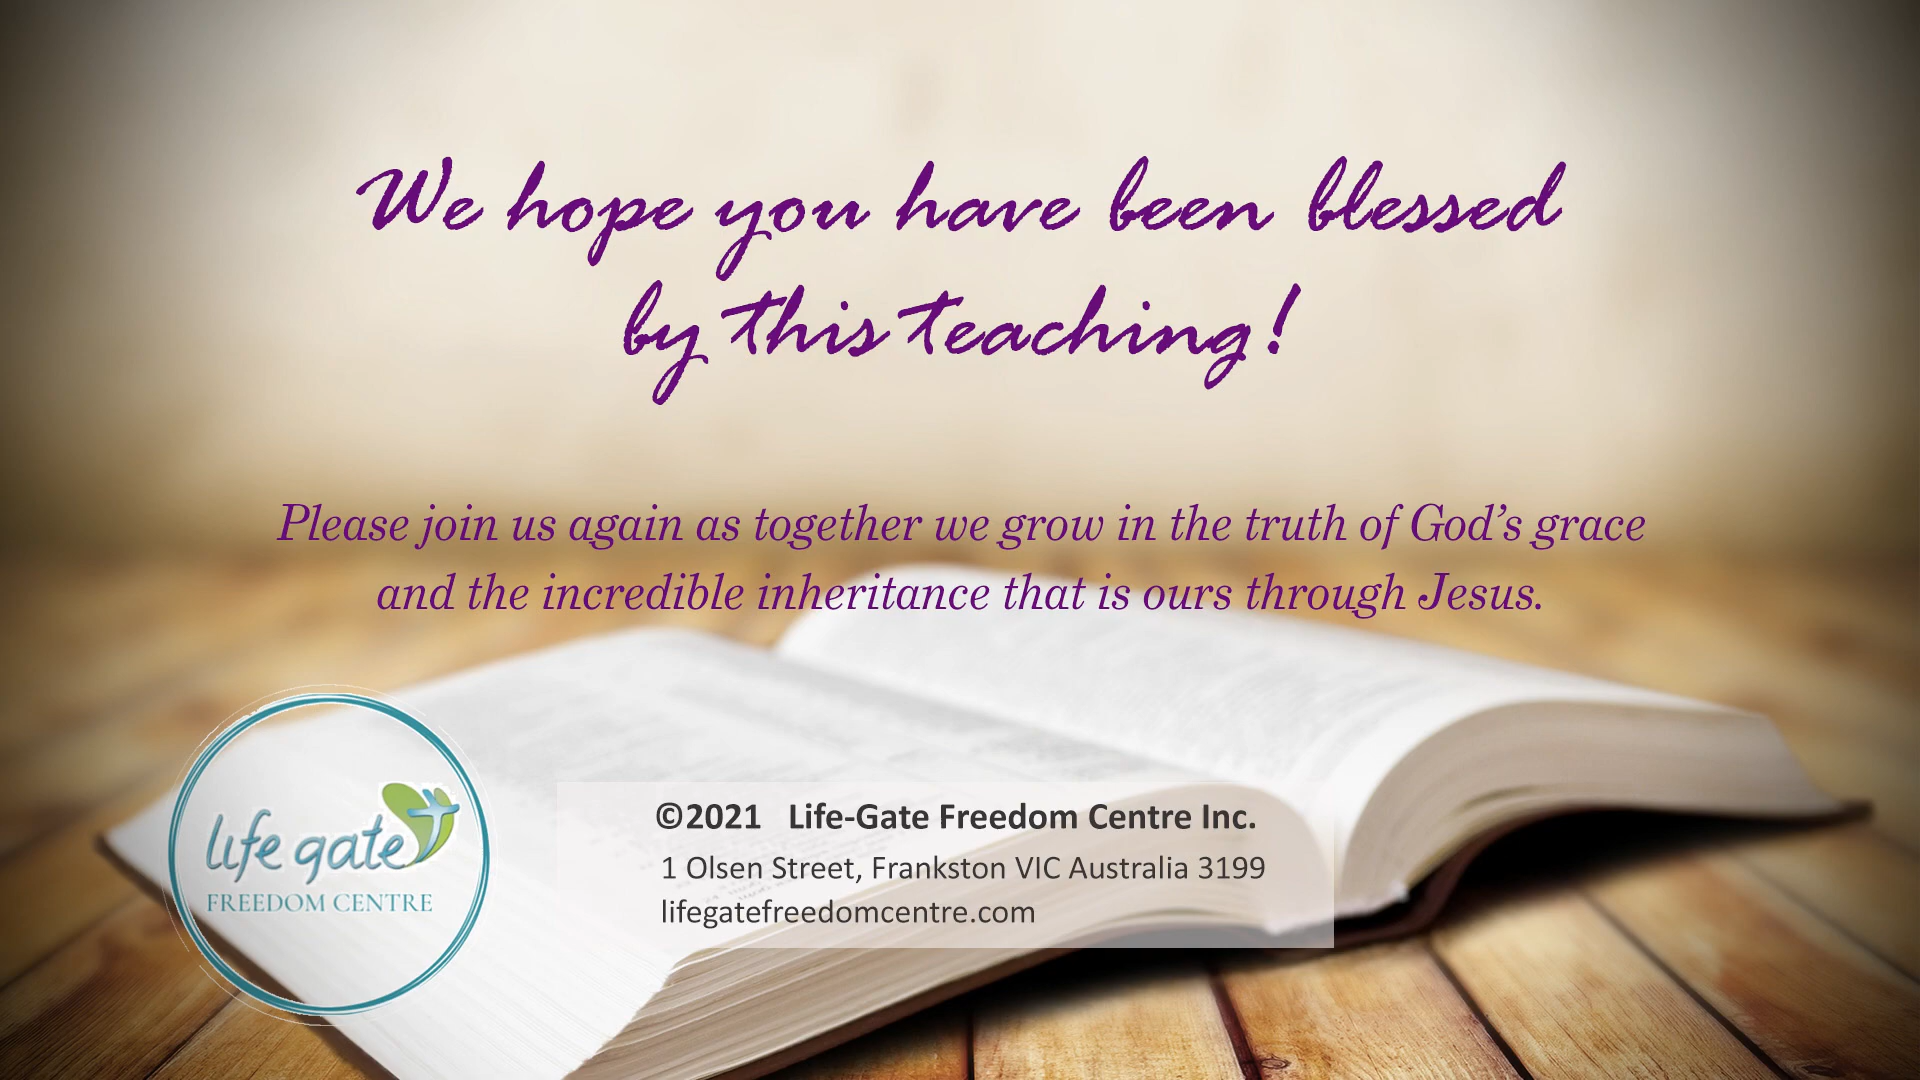 We hope you have been blessed
by this teaching!
Please join us again as together we grow in the truth of God’s grace
and the incredible inheritance that is ours through Jesus.
life gate
FREEDOM CENTRE
©2021 Life-Gate Freedom Centre Inc.
1 Olsen Street, Frankston VIC Australia 3199
lifegatefreedomcentre.com